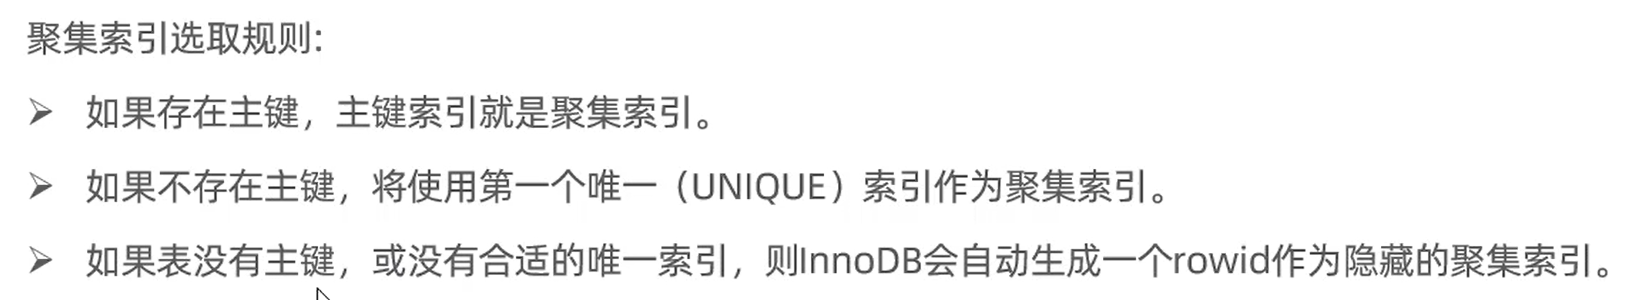 聚集索引选取规则:
➢ 如果存在主键，主键索引就是聚集索引。
➢ 如果不存在主键，将使用第一个唯一（UNIQUE）索引作为聚集索引。
➢ 如果表没有主键，或没有合适的唯一索引，则InnoDB会自动生成一个rowid作为隐藏的聚集索引。